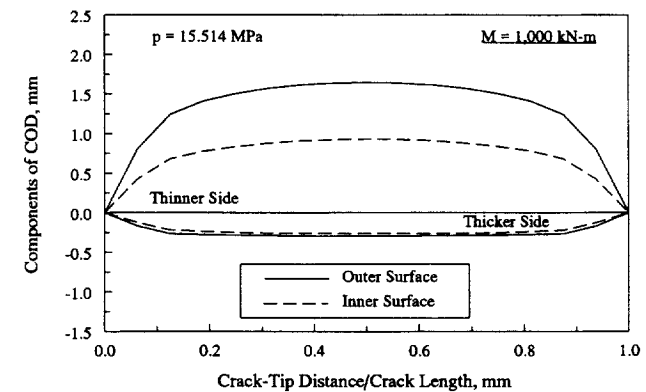 2.5
2.0
1.5
1.0
0.5
0.0
-0.5
-1.0
-1.5
Components of COD, mm
p = 15.514 MPa
M = 1,000 kN-m
Thinner Side
Thicker Side
Outer Surface
Inner Surface
0.0 0.2 0.4 0.6 0.8 1.0
Crack-Tip Distance/Crack Length, mm